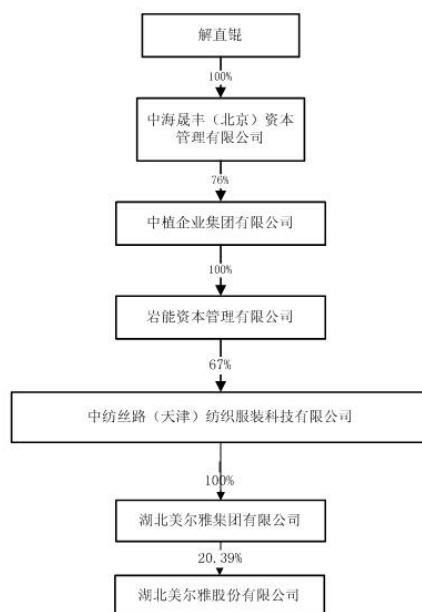 解直锟
100%
中海晟丰（北京）资本
管理有限公司
76%
中植企业集团有限公司
100%
岩能资本管理有限公司
67%
中纺丝路（天津）纺织服装科技有限公司
100%
湖北美尔雅集团有限公司
20.39%
湖北美尔雅股份有限公司